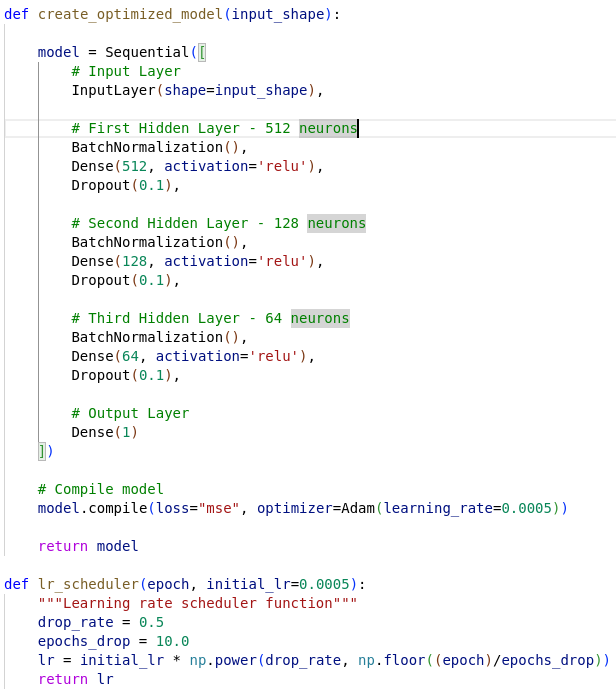 def create_optimized_model(input_shape):
    model = Sequential([
        # Input Layer
        InputLayer(shape=input_shape),
        # First Hidden Layer - 512 neurons
        BatchNormalization(),
        Dense(512, activation='relu'),
        Dropout(0.1),
        # Second Hidden Layer - 128 neurons
        BatchNormalization(),
        Dense(128, activation='relu'),
        Dropout(0.1),
        # Third Hidden Layer - 64 neurons
        BatchNormalization(),
        Dense(64, activation='relu'),
        Dropout(0.1),
        # Output Layer
        Dense(1)
    ])
    # Compile model
    model.compile(loss="mse", optimizer=Adam(learning_rate=0.0005))
    return model
def lr_scheduler(epoch, initial_lr=0.0005):
    """Learning rate scheduler function"""
    drop_rate = 0.5
    epochs_drop = 10.0
    lr = initial_lr * np.power(drop_rate, np.floor((epoch)/epochs_drop))
    return lr